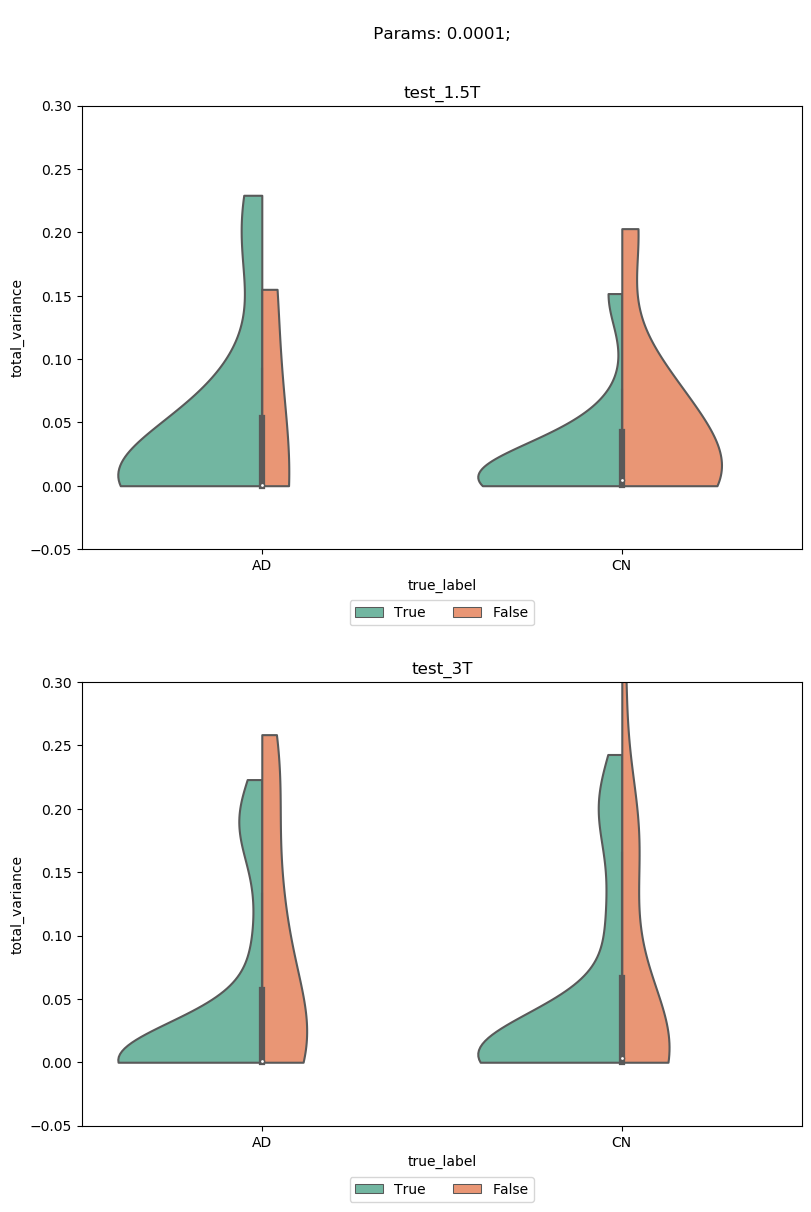 Params: 0.0001;
test_1.5T
0.30
0.25
0.20
0.15
0.10
0.05
0.00
−0.05
total_variance
AD CN
true_label
True False
test_3T
0.30
0.25
0.20
0.15
0.10
0.05
0.00
−0.05
total_variance
AD CN
true_label
True False